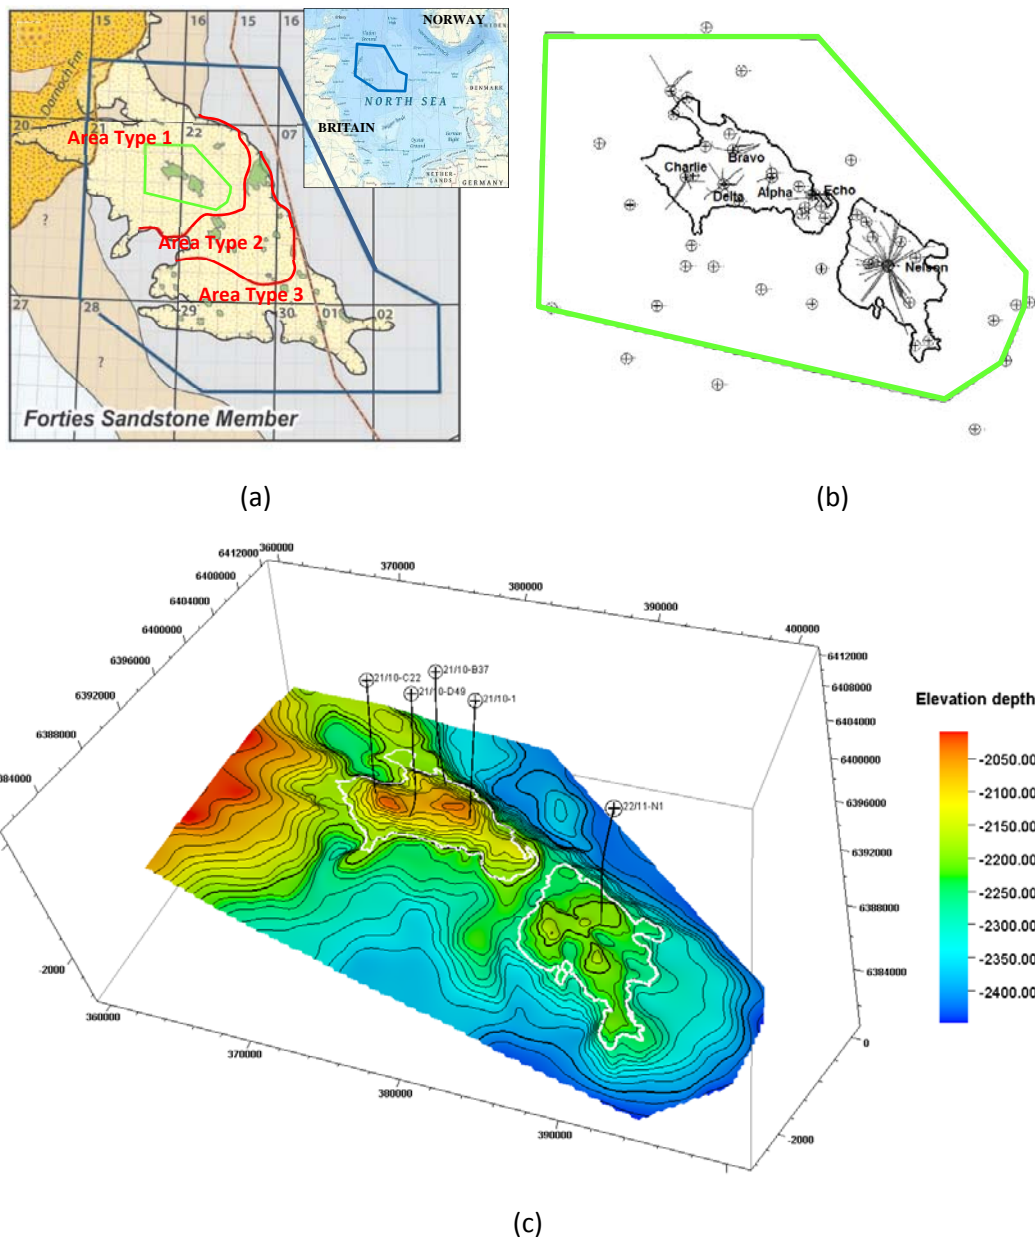 15
16
15
16
Dornoch Fm
20
21
22
07
Area Type 1
Area Type 2
Area Type 3
?
27
28
29
30
01
02
?
Forties Sandstone Member
NORWAY
NORTH SEA
DENMARK
BRITAIN
NETHER-
LANDS
GERMANY
(a)
Bravo
Charlie
Delta
Alpha
Echo
Nelson
(b)
6412000
360000
370000
380000
390000
400000
6408000
6404000
6400000
6396000
6392000
6388000
84000
6412000
6408000
6404000
6400000
6396000
6392000
6388000
6384000
21/10-C22
21/10-B37
21/10-D49
21/10-1
22/11-N1
-2000
360000
370000
380000
390000
0
-2000
Elevation depth
-2050.00
-2100.00
-2150.00
-2200.00
-2250.00
-2300.00
-2350.00
-2400.00
(c)